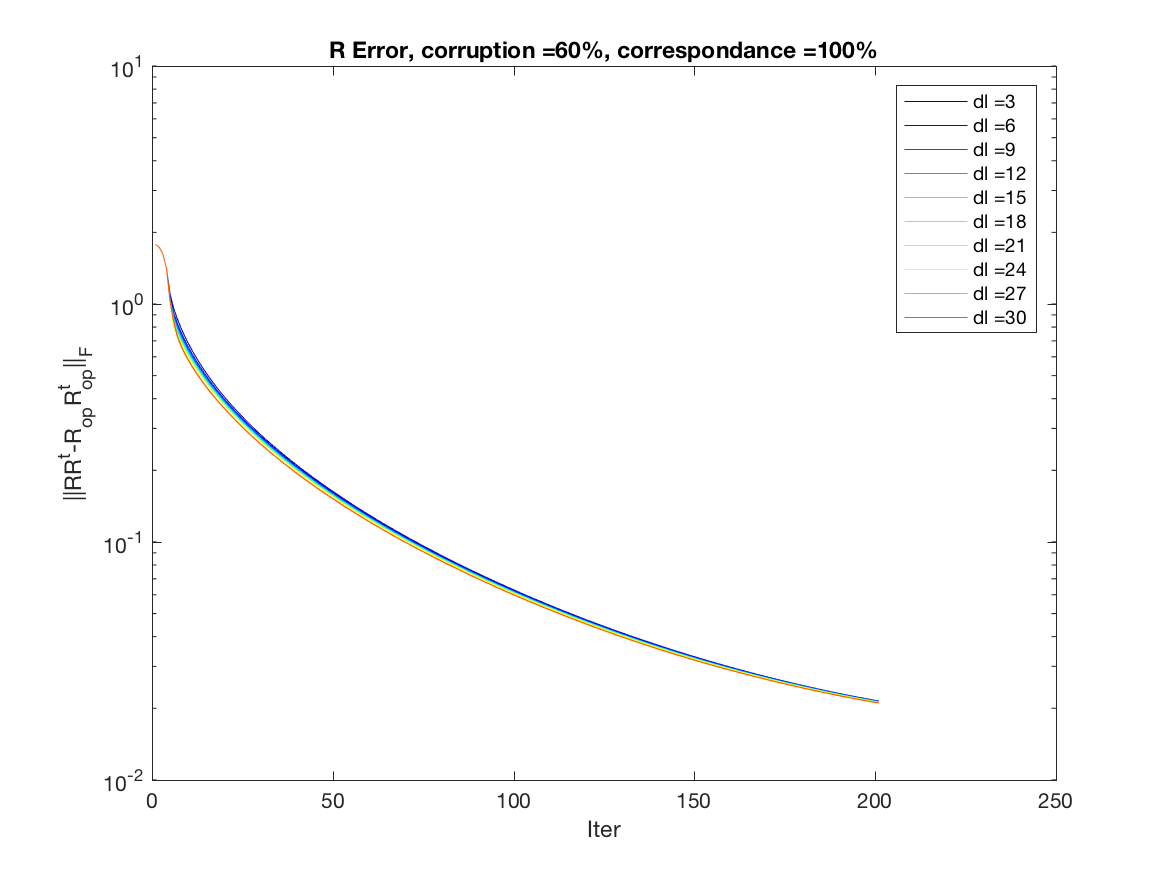 R Error, corruption =60%, correspondance =100%
10^1
10^0
10^-1
10^-2
||RR^t-R_op R_op^t||_F
dl =3
dl =6
dl =9
dl =12
dl =15
dl =18
dl =21
dl =24
dl =27
dl =30
0 50 100 150 200 250
Iter